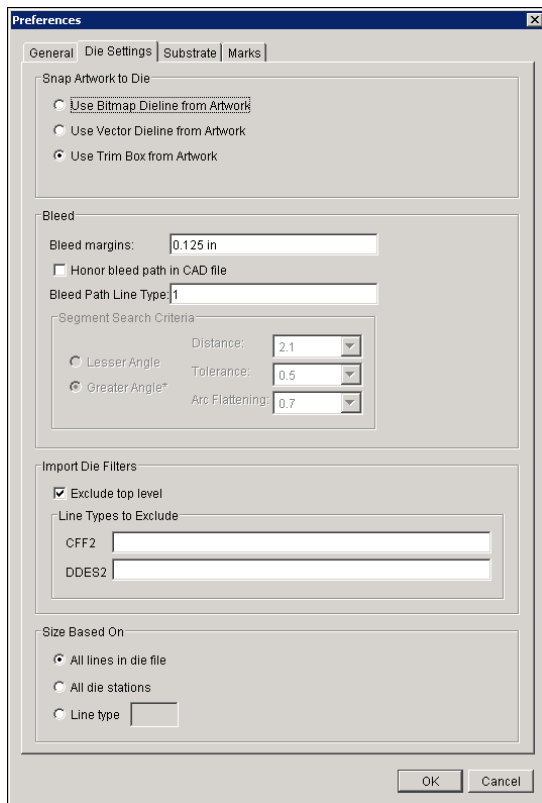 Preferences
General Die Settings Substrate Marks
Snap Artwork to Die
Use Bitmap Dieline from Artwork
Use Vector Dieline from Artwork
Use Trim Box from Artwork
Bleed
Bleed margins: 0.125 in
Honor bleed path in CAD file
Bleed Path Line Type: 1
Segment Search Criteria
Lesser Angle
Greater Angle*
Distance: 2.1
Tolerance: 0.5
Arc Flattening: 0.7
Import Die Filters
Exclude top level
Line Types to Exclude
CFF2
DDES2
Size Based On
All lines in die file
All die stations
Line type
OK Cancel